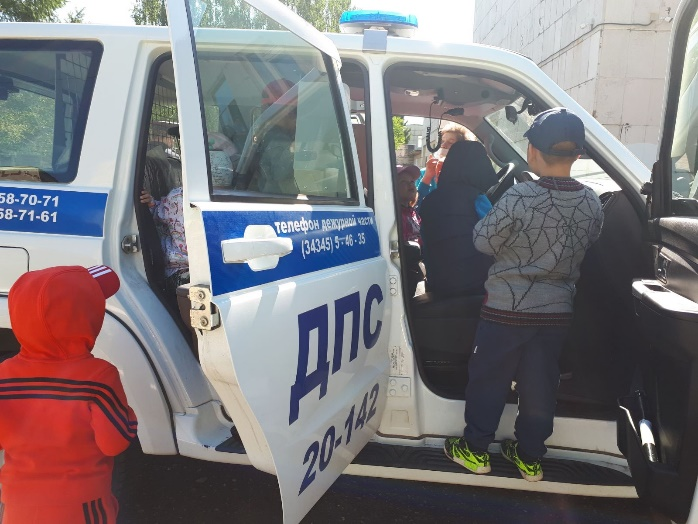 58-70-71
58-71-61
телефон дежурной части
(34345) 5-46-35
ДПС
20-142